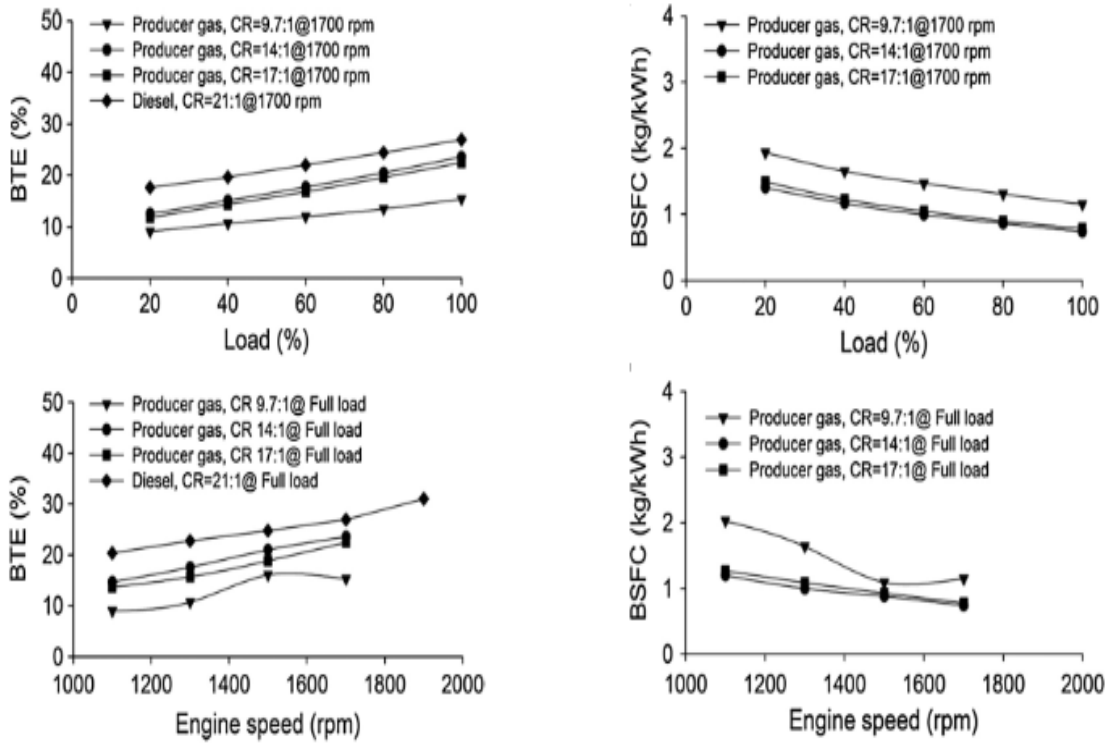 50
40
30
20
10
0
BTE (%)
Producer gas, CR=9.7:1@1700 rpm
Producer gas, CR=14:1@1700 rpm
Producer gas, CR=17:1@1700 rpm
Diesel, CR=21:1@1700 rpm
0 20 40 60 80 100
Load (%)
4
3
2
1
0
BSFC (kg/kWh)
Producer gas, CR=9.7:1@1700 rpm
Producer gas, CR=14:1@1700 rpm
Producer gas, CR=17:1@1700 rpm
0 20 40 60 80 100
Load (%)
50
40
30
20
10
0
BTE (%)
Producer gas, CR 9.7:1@ Full load
Producer gas, CR 14:1@ Full load
Producer gas, CR 17:1@ Full load
Diesel, CR=21:1@ Full load
1000 1200 1400 1600 1800 2000
Engine speed (rpm)
4
3
2
1
0
BSFC (kg/kWh)
Producer gas, CR=9.7:1@ Full load
Producer gas, CR=14:1@ Full load
Producer gas, CR=17:1@ Full load
1000 1200 1400 1600 1800 2000
Engine speed (rpm)